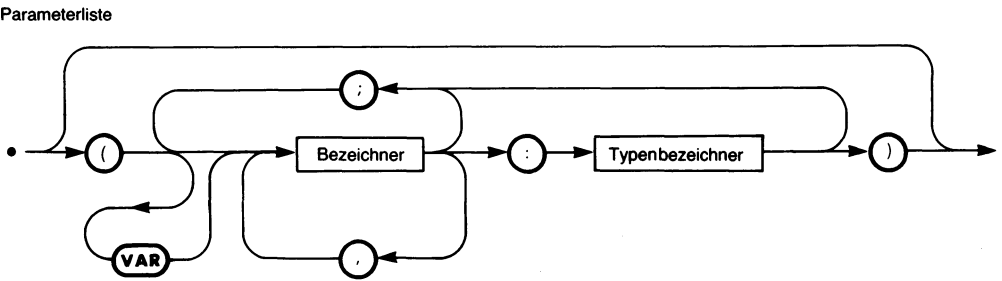 Parameterliste
;
(
Bezeichner
:
Typenbezeichner
)
VAR
,